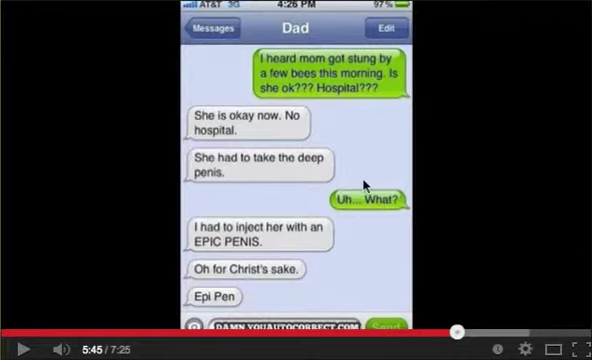 AT&T 3G 4:26 PM 97%
Messages Dad Edit
I heard mom got stung by
a few bees this morning. Is
she ok??? Hospital???
She is okay now. No
hospital.
She had to take the deep
penis.
Uh... What?
I had to inject her with an
EPIC PENIS.
Oh for Christ's sake.
Epi Pen
DAMN YOU AUTOCORRECT.COM Send
5:45 / 7:25